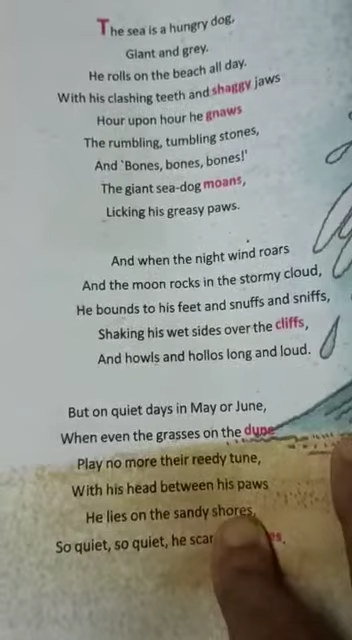 The sea is a hungry dog,
Giant and grey.
He rolls on the beach all day.
With his clashing teeth and shaggy jaws
Hour upon hour he gnaws
The rumbling, tumbling stones,
And 'Bones, bones, bones!'
The giant sea-dog moans,
Licking his greasy paws.
And when the night wind roars
And the moon rocks in the stormy cloud,
He bounds to his feet and snuffs and sniffs,
Shaking his wet sides over the cliffs,
And howls and hollos long and loud.
But on quiet days in May or June,
When even the grasses on the dune
Play no more their reedy tune,
With his head between his paws
He lies on the sandy shores,
So quiet, so quiet, he